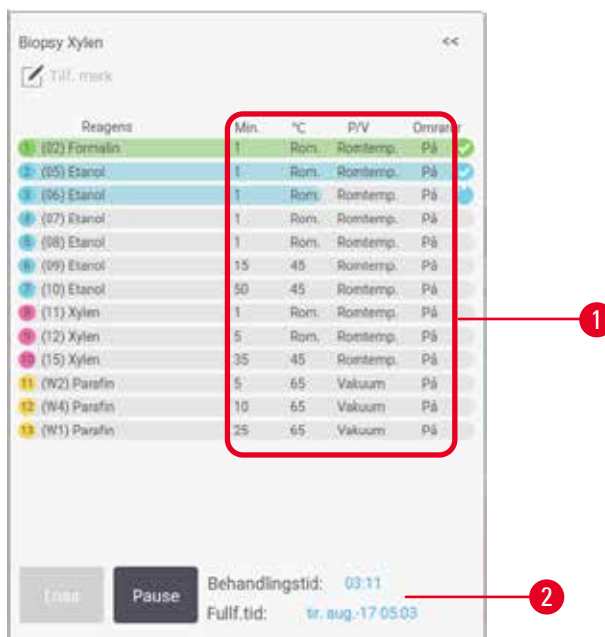 Biopsy Xylen <<
Tilf. merk
Reagens Min. °C P/V Omrører
1 (02) Formalin 1 Rom. Romtemp. På
2 (05) Etanol 1 Rom. Romtemp. På
3 (06) Etanol 1 Rom. Romtemp. På
4 (07) Etanol 1 Rom. Romtemp. På
5 (08) Etanol 1 Rom. Romtemp. På
6 (09) Etanol 15 45 Romtemp. På
7 (10) Etanol 50 45 Romtemp. På
8 (11) Xylen 1 Rom. Romtemp. På
9 (12) Xylen 5 Rom. Romtemp. På
10 (15) Xylen 35 45 Romtemp. På
11 (W2) Parafin 5 65 Vakuum På
12 (W4) Parafin 10 65 Vakuum På
13 (W1) Parafin 25 65 Vakuum På
1
Pause
Behandlingstid: 03:11
Fullf.tid: tir. aug.-17 05:03
2